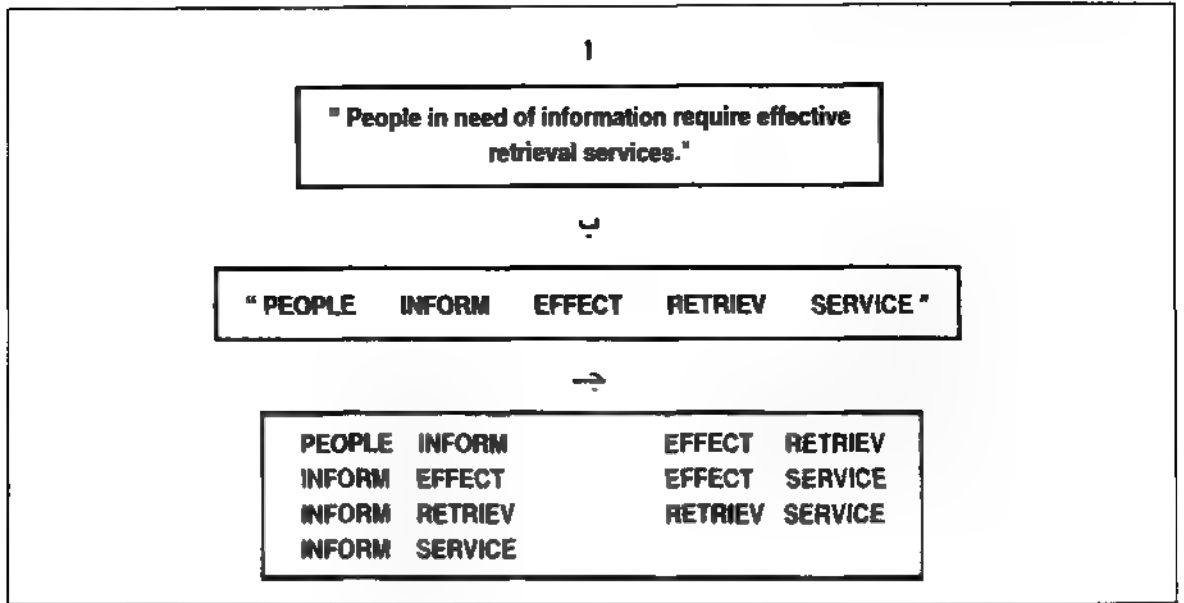 ا
" People in need of information require effective
retrieval services."
ب
" PEOPLE INFORM EFFECT RETRIEV SERVICE "
جـ
PEOPLE INFORM EFFECT RETRIEV
INFORM EFFECT EFFECT SERVICE
INFORM RETRIEV RETRIEV SERVICE
INFORM SERVICE